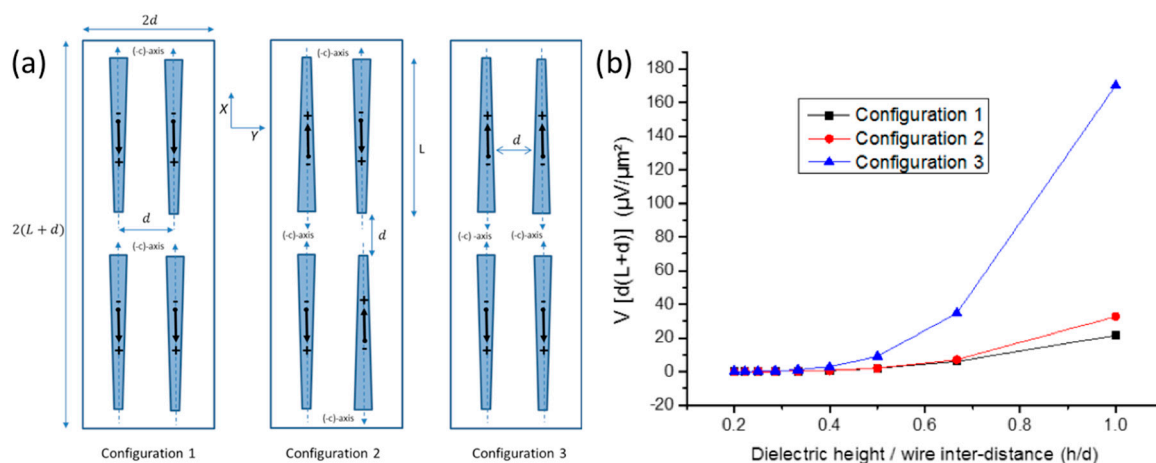 (a)
2d
2(L + d)
(-c)-axis
-
-
+
+
d
(-c)-axis
-
-
+
+
Configuration 1
X
Y
(-c)-axis
+
-
-
+
L
d
(-c)-axis
-
+
+
-
(-c)-axis
Configuration 2
+
+
d
-
-
(-c) -axis (-c)-axis
-
-
+
+
Configuration 3
(b)
V [d(L+d)] (µV/µm²)
180
160
140
120
100
80
60
40
20
0
-20
Configuration 1
Configuration 2
Configuration 3
0.2 0.4 0.6 0.8 1.0
Dielectric height / wire inter-distance (h/d)